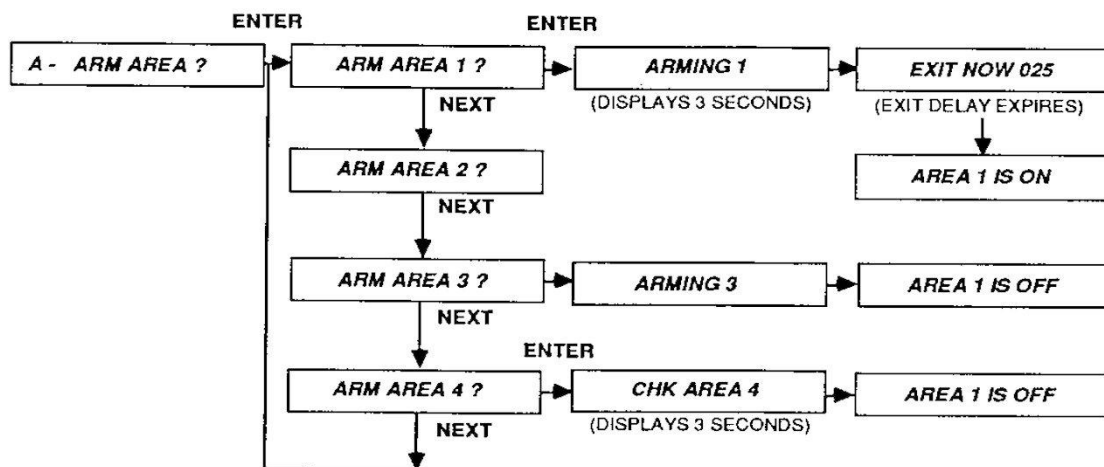 ENTER ENTER
A - ARM AREA ? ARM AREA 1 ? ARMING 1 EXIT NOW 025
NEXT (DISPLAYS 3 SECONDS) (EXIT DELAY EXPIRES)
ARM AREA 2 ? AREA 1 IS ON
NEXT
ARM AREA 3 ? ARMING 3 AREA 1 IS OFF
NEXT ENTER
ARM AREA 4 ? CHK AREA 4 AREA 1 IS OFF
NEXT (DISPLAYS 3 SECONDS)